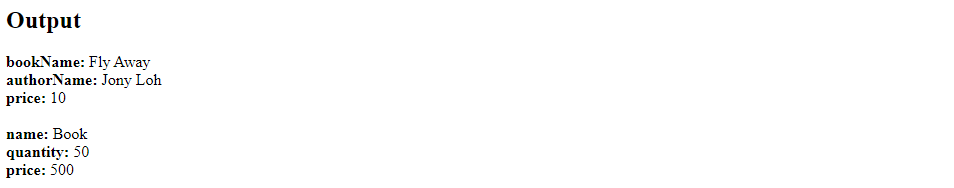 Output
bookName: Fly Away
authorName: Jony Loh
price: 10
name: Book
quantity: 50
price: 500